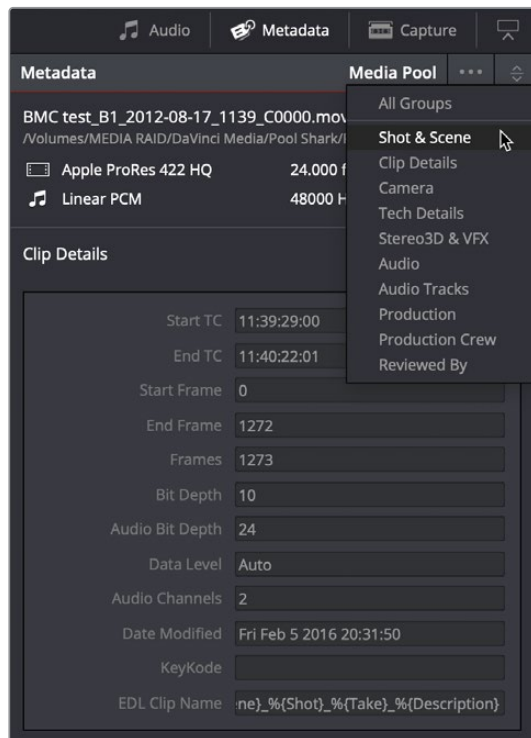 Audio Metadata Capture
Metadata Media Pool ...
BMC test_B1_2012-08-17_1139_C0000.mov
/Volumes/MEDIA RAID/DaVinci Media/Pool Shark/
Apple ProRes 422 HQ 24.000 f
Linear PCM 48000 H
All Groups
Shot & Scene
Clip Details
Camera
Tech Details
Stereo3D & VFX
Audio
Audio Tracks
Production
Production Crew
Reviewed By
Clip Details
Start TC 11:39:29:00
End TC 11:40:22:01
Start Frame 0
End Frame 1272
Frames 1273
Bit Depth 10
Audio Bit Depth 24
Data Level Auto
Audio Channels 2
Date Modified Fri Feb 5 2016 20:31:50
KeyKode
EDL Clip Name ne}_%{Shot}_%{Take}_%{Description}